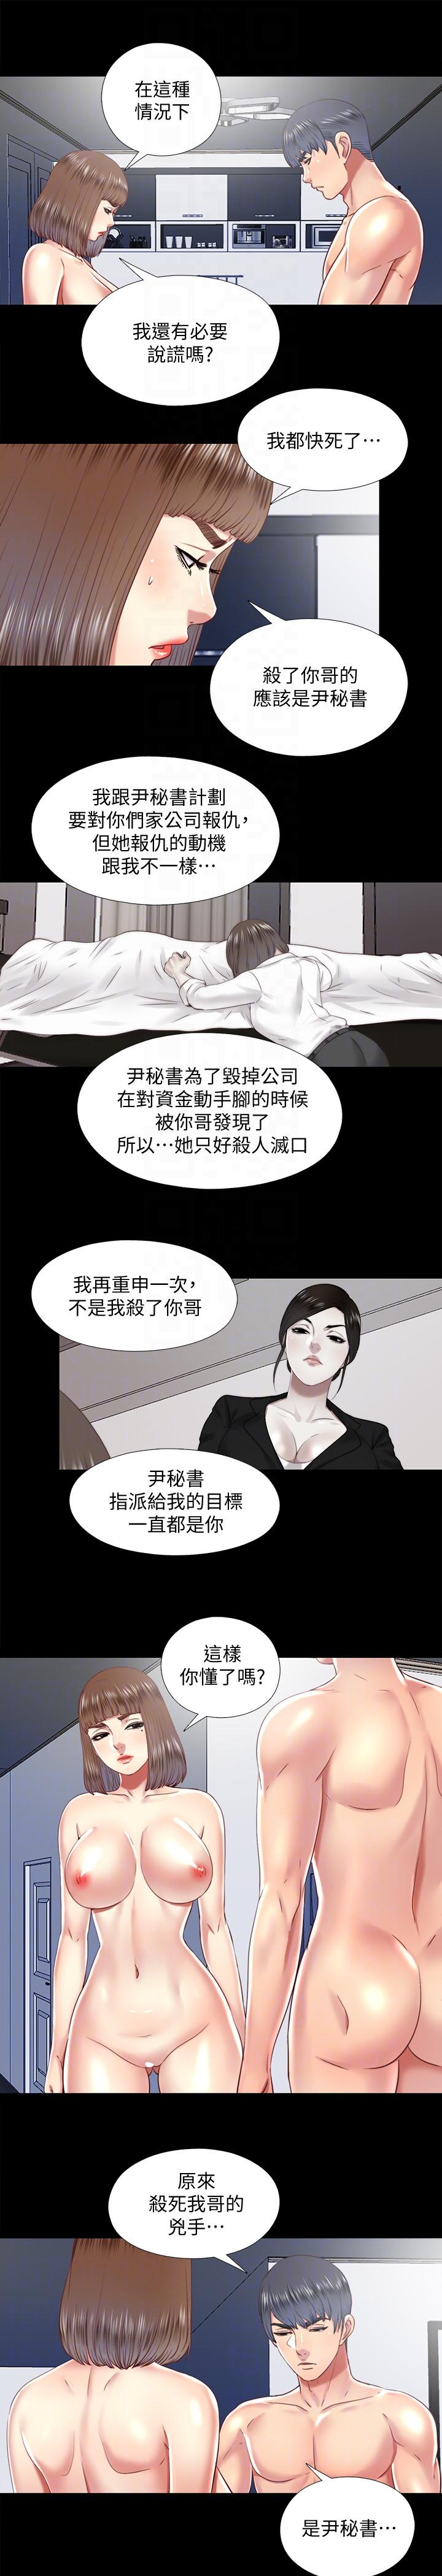 在這種
情況下
我還有必要
說謊嗎?
我都快死了⋯
殺了你哥的
應該是尹秘書
我跟尹秘書計劃
要對你們家公司報仇，
但她報仇的動機
跟我不一樣⋯
尹秘書為了毀掉公司
在對資金動手腳的時候
被你哥發現了
所以⋯她只好殺人滅口
我再重申一次，
不是我殺了你哥
尹秘書
指派給我的目標
一直都是你
這樣
你懂了嗎?
原來
殺死我哥的
兇手⋯
是尹秘書⋯